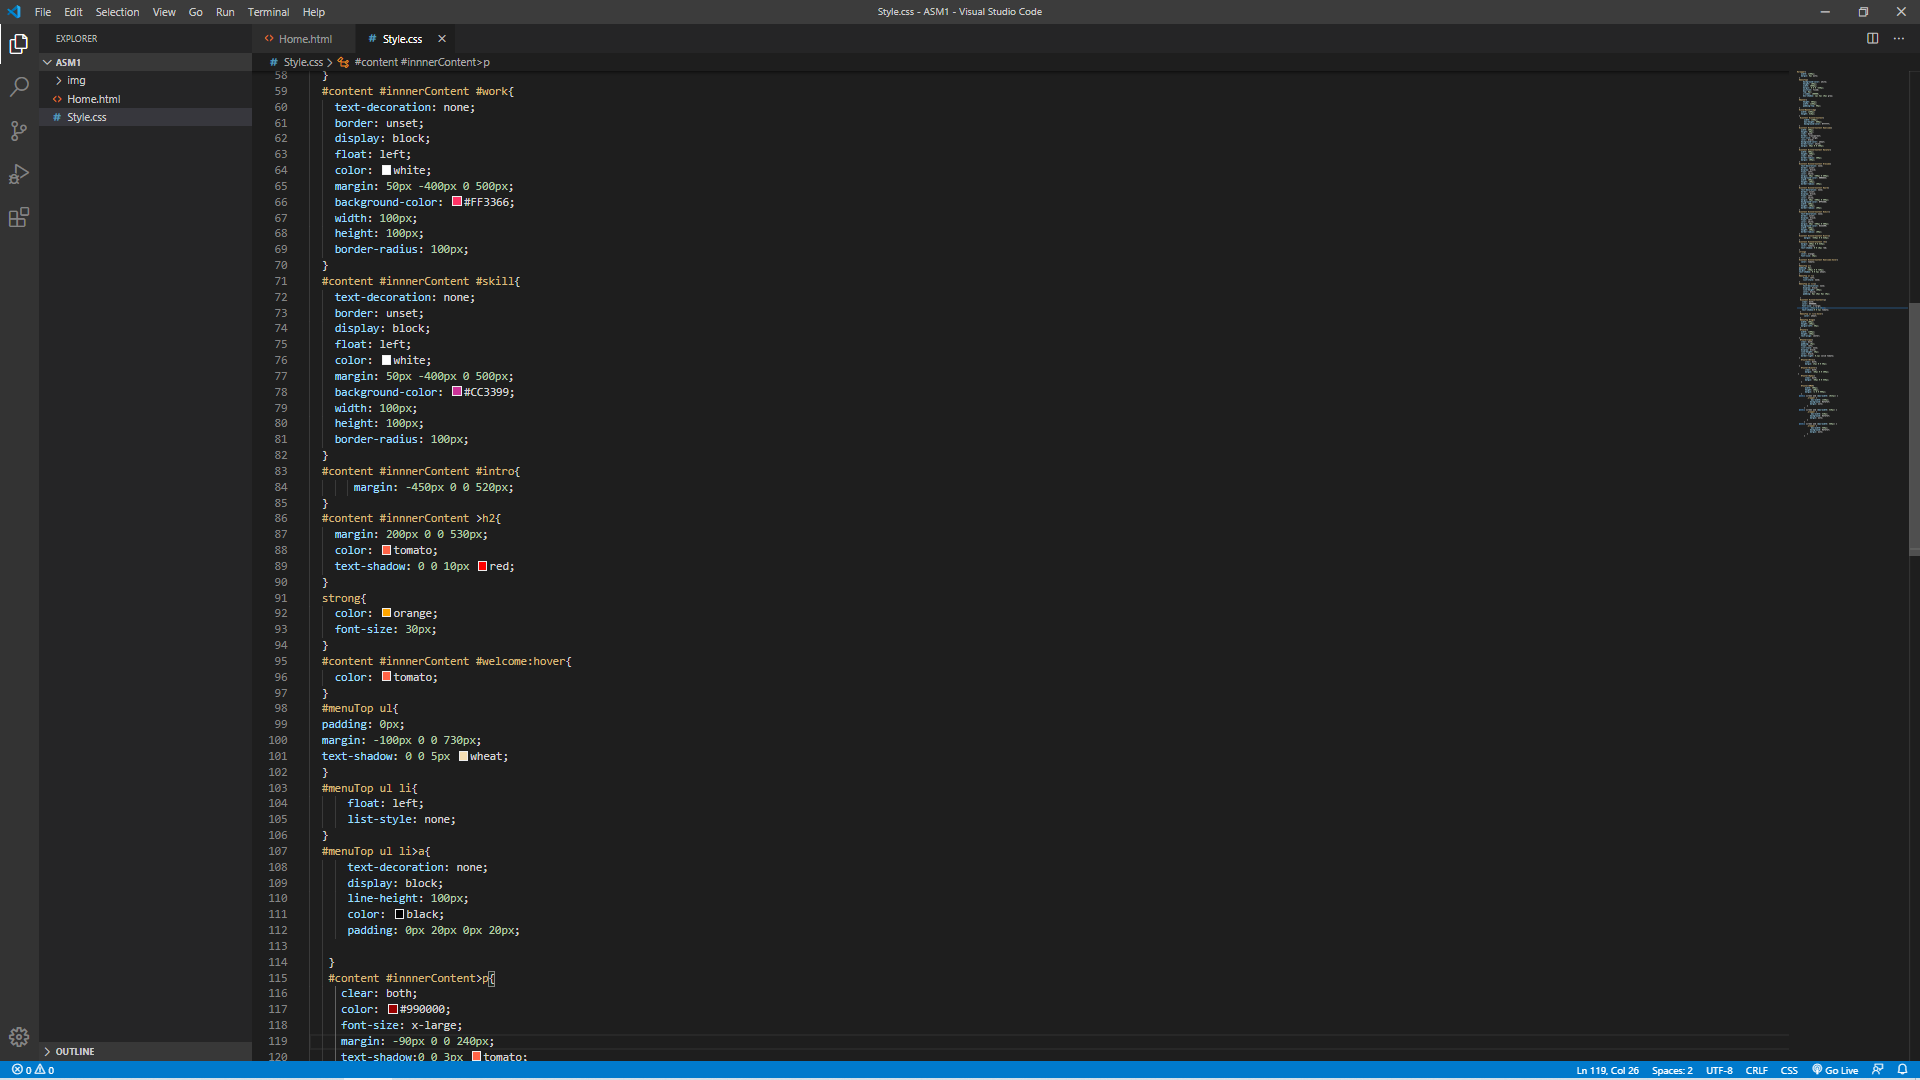 File Edit Selection View Go Run Terminal Help
Style.css - ASM1 - Visual Studio Code
EXPLORER
ASM1
img
Home.html
Style.css
OUTLINE
Home.html
# Style.css
# Style.css > #content #innnerContent>p
58 }
59 #content #innnerContent #work{
60 text-decoration: none;
61 border: unset;
62 display: block;
63 float: left;
64 color: white;
65 margin: 50px -400px 0 500px;
66 background-color: #FF3366;
67 width: 100px;
68 height: 100px;
69 border-radius: 100px;
70 }
71 #content #innnerContent #skill{
72 text-decoration: none;
73 border: unset;
74 display: block;
75 float: left;
76 color: white;
77 margin: 50px -400px 0 500px;
78 background-color: #CC3399;
79 width: 100px;
80 height: 100px;
81 border-radius: 100px;
82 }
83 #content #innnerContent #intro{
84 margin: -450px 0 0 520px;
85 }
86 #content #innnerContent >h2{
87 margin: 200px 0 0 530px;
88 color: tomato;
89 text-shadow: 0 0 10px red;
90 }
91 strong{
92 color: orange;
93 font-size: 30px;
94 }
95 #content #innnerContent #welcome:hover{
96 color: tomato;
97 }
98 #menuTop ul{
99 padding: 0px;
100 margin: -100px 0 0 730px;
101 text-shadow: 0 0 5px wheat;
102 }
103 #menuTop ul li{
104 float: left;
105 list-style: none;
106 }
107 #menuTop ul li>a{
108 text-decoration: none;
109 display: block;
110 line-height: 100px;
111 color: black;
112 padding: 0px 20px 0px 20px;
113
114 }
115 #content #innnerContent>p{
116 clear: both;
117 color: #990000;
118 font-size: x-large;
119 margin: -90px 0 0 240px;
120 text-shadow:0 0 3px tomato;
0 0
Ln 119, Col 26 Spaces: 2 UTF-8 CRLF CSS Go Live